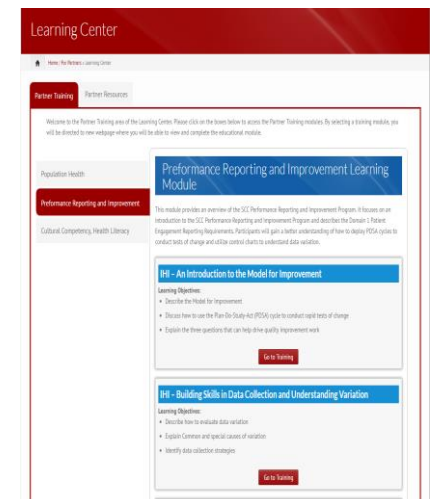 Learning Center
Home / For Partners / Learning Center
Partner Training
Partner Resources
Welcome to the Partner Training area of the Learning Center. Please click on the boxes below to access the Partner Training modules. By selecting a training module, you
will be directed to new webpage where you will be able to view and complete the educational module.
Population Health
Preformance Reporting and Improvement
Cultural Competency, Health Literacy
Preformance Reporting and Improvement Learning
Module
This module provides an overview of the SCC Performance Reporting and Improvement Program. It focuses on an
introduction to the SCC Performance Reporting and Improvement Program and describes the Domain 1 Patient
Engagement Reporting Requirements. Participants will gain a better understanding of how to deploy PDSA cycles to
conduct tests of change and utilize control charts to understand data variation.
IHI – An Introduction to the Model for Improvement
Learning Objectives:
• Describe the Model for Improvement
• Discuss how to use the Plan-Do-Study-Act (PDSA) cycle to conduct rapid tests of change
• Explain the three questions that can help drive quality improvement work
Go to Training
IHI – Building Skills in Data Collection and Understanding Variation
Learning Objectives:
• Describe how to evaluate data variation
• Explain Common and special causes of variation
• Identify data collection strategies
Go to Training